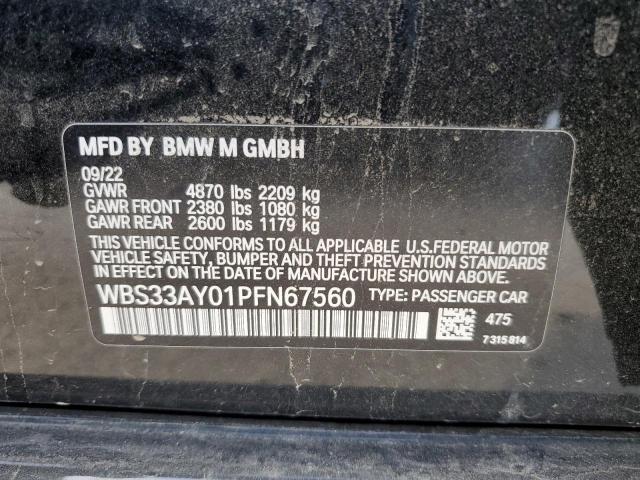 MFD BY BMW M GMBH
09/22
GVWR 4870 lbs 2209 kg
GAWR FRONT 2380 lbs 1080 kg
GAWR REAR 2600 lbs 1179 kg
THIS VEHICLE CONFORMS TO ALL APPLICABLE U.S.FEDERAL MOTOR
VEHICLE SAFETY, BUMPER AND THEFT PREVENTION
STANDARDS IN EFFECT ON THE DATE OF MANUFACTURE SHOWN ABOVE.
WBS33AY01PFN67560 TYPE: PASSENGER CAR
475
7315814